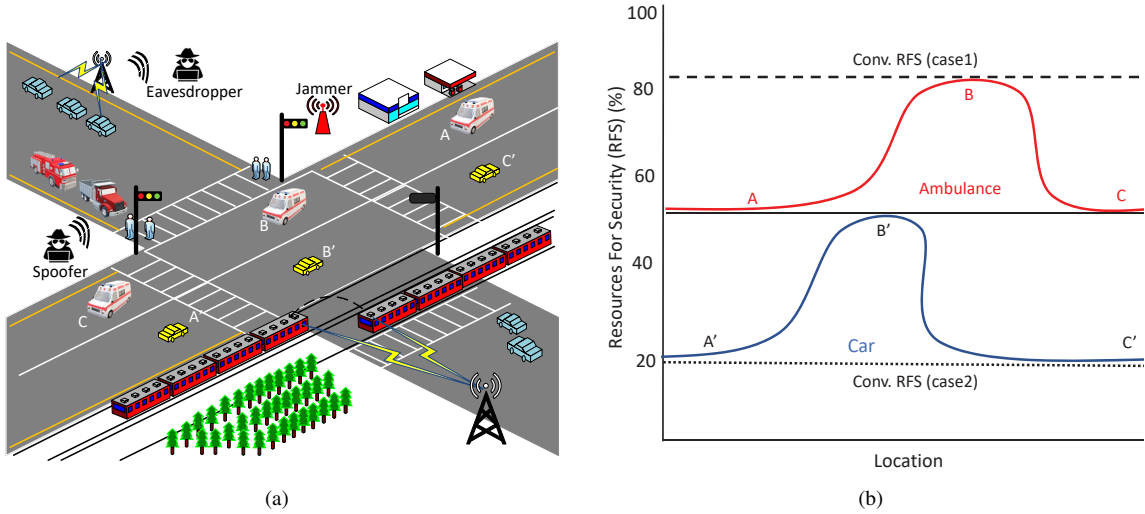 Eavesdropper
Jammer
A
C'
B
B'
Spoofer
C
A'
(a)
Resources For Security (RFS) (%)
100
80
60
40
20
Conv. RFS (case1)
B
A
Ambulance
C
B'
A'
Car
C'
Conv. RFS (case2)
Location
(b)